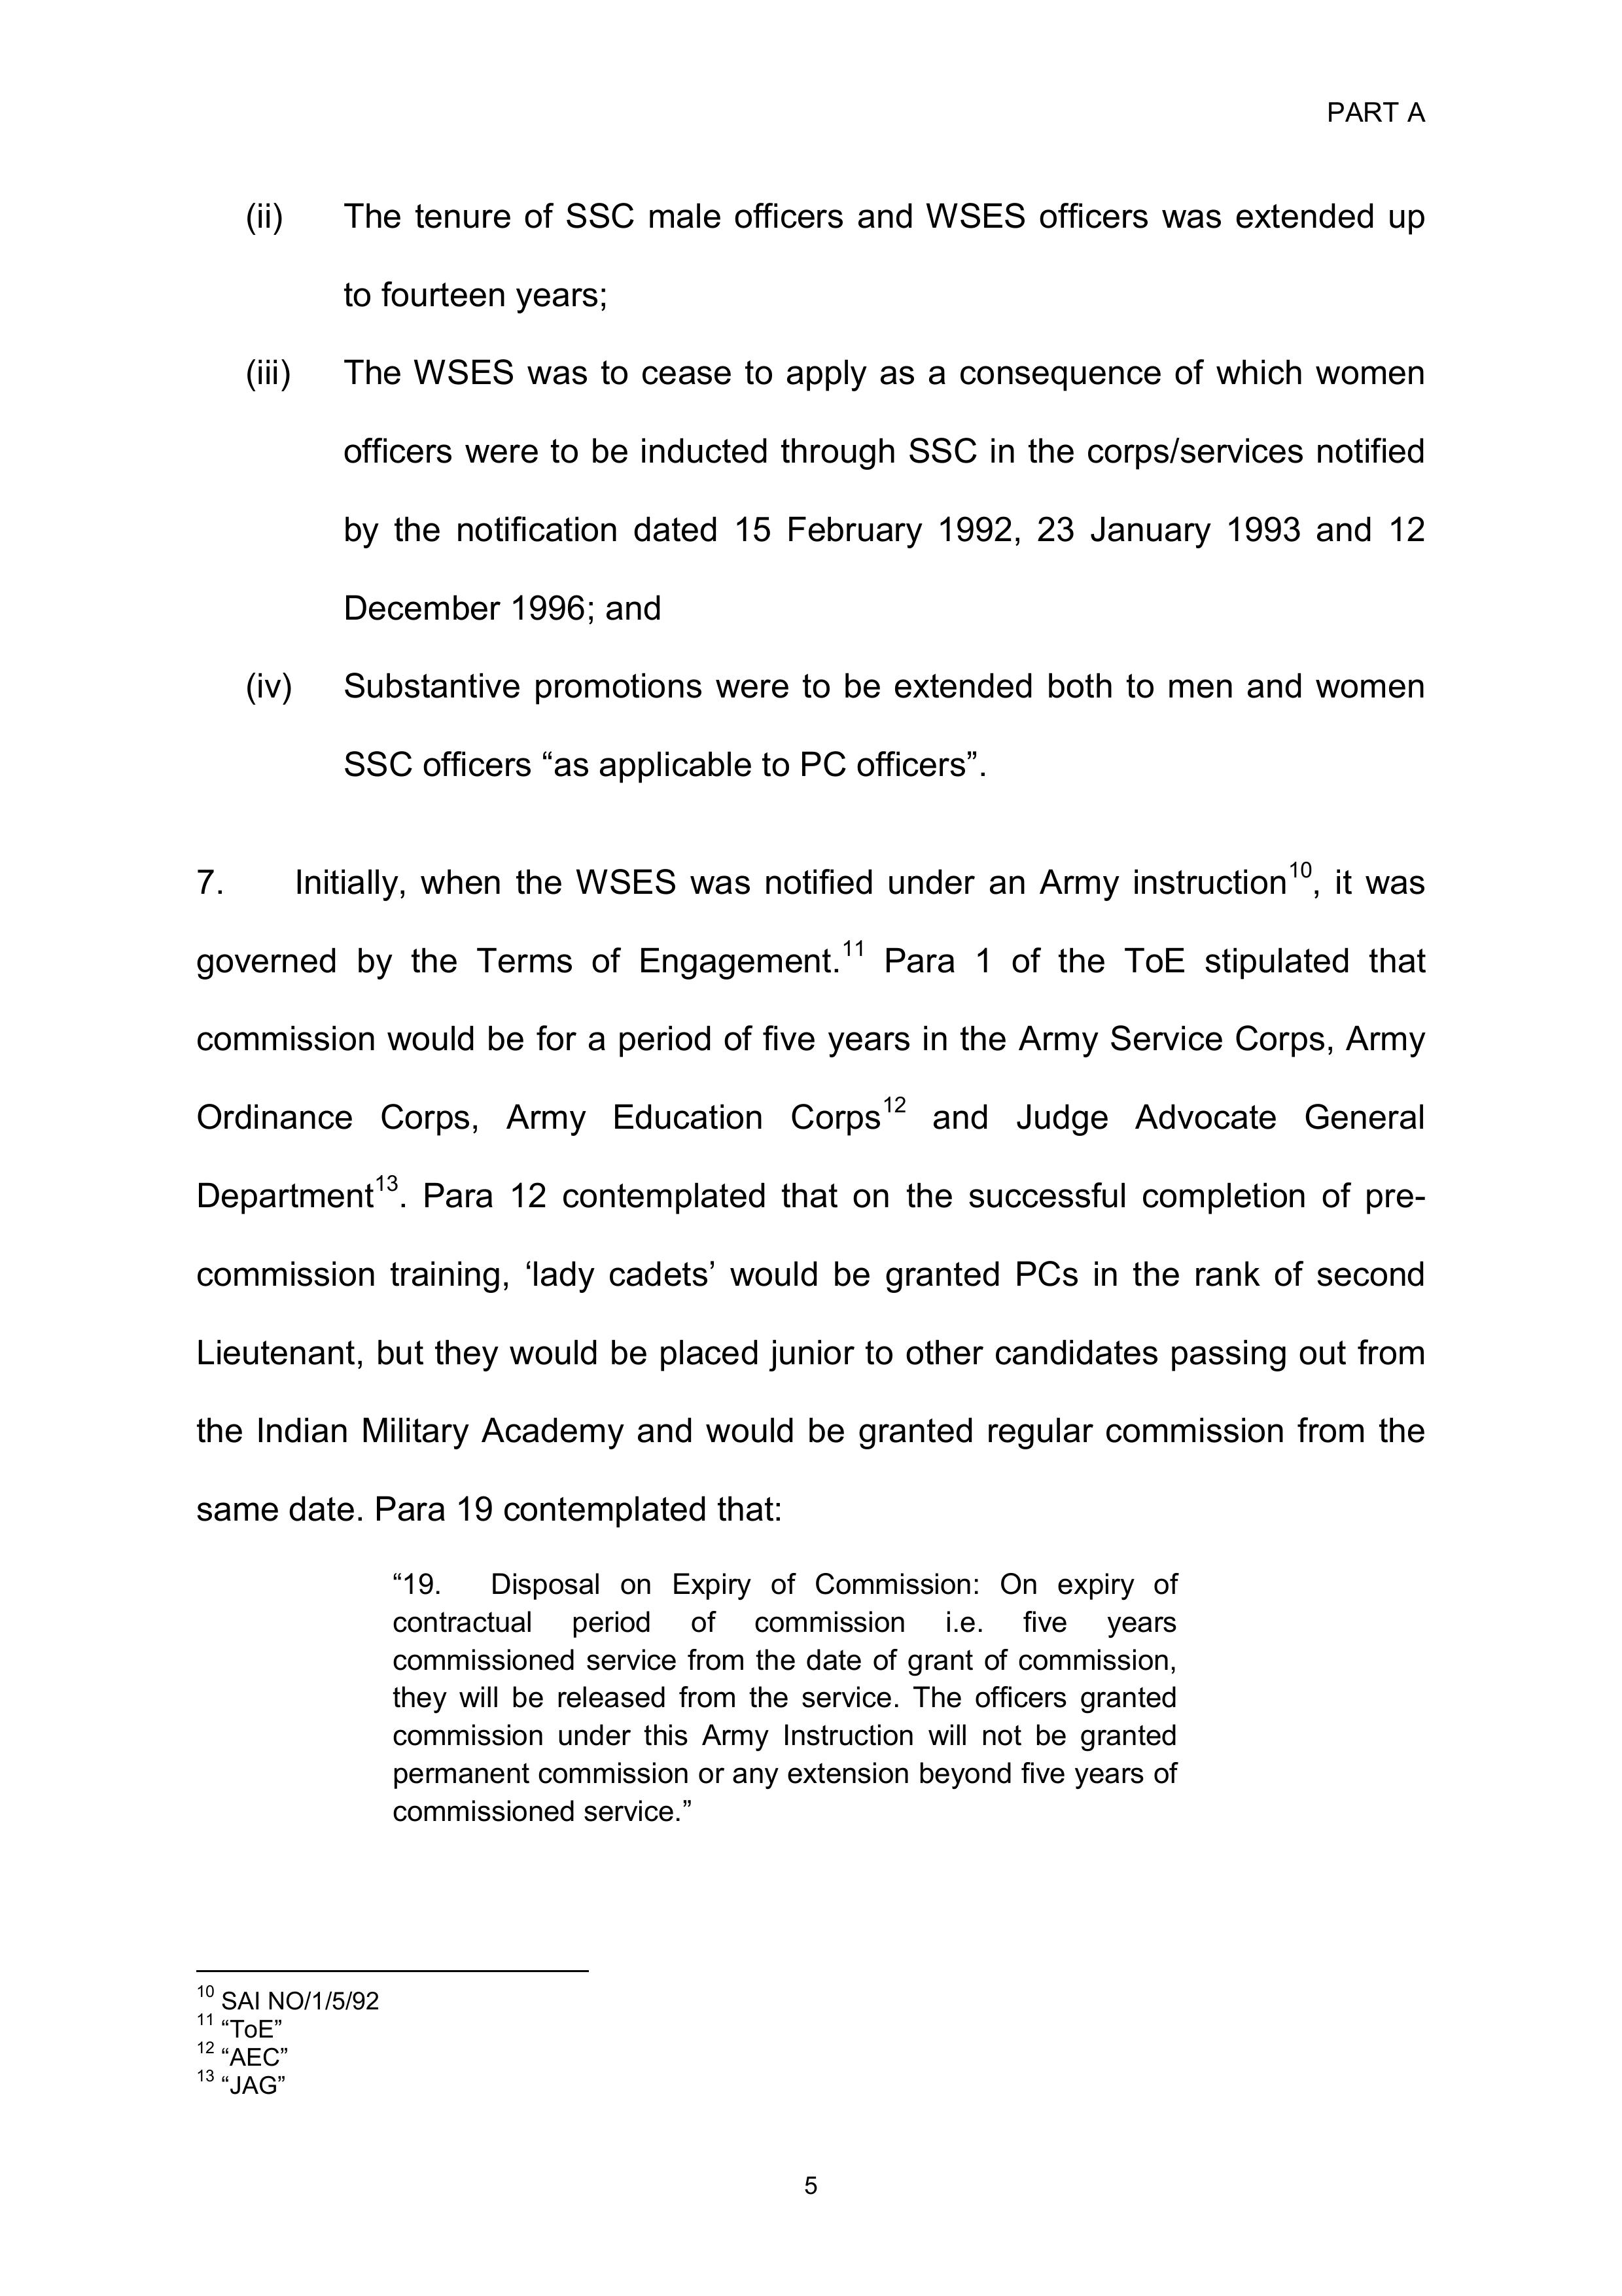 PART A
(ii) The tenure of SSC male officers and WSES officers was extended up
to fourteen years;
(iii) The WSES was to cease to apply as a consequence of which women
officers were to be inducted through SSC in the corps/services notified
by the notification dated 15 February 1992, 23 January 1993 and 12
December 1996; and
(iv) Substantive promotions were to be extended both to men and women
SSC officers “as applicable to PC officers”.
7. Initially, when the WSES was notified under an Army instruction10, it was
governed by the Terms of Engagement.11 Para 1 of the ToE stipulated that
commission would be for a period of five years in the Army Service Corps, Army
Ordinance Corps, Army Education Corps12 and Judge Advocate General
Department13. Para 12 contemplated that on the successful completion of pre-
commission training, ‘lady cadets’ would be granted PCs in the rank of second
Lieutenant, but they would be placed junior to other candidates passing out from
the Indian Military Academy and would be granted regular commission from the
same date. Para 19 contemplated that:
“19. Disposal on Expiry of Commission: On expiry of
contractual period of commission i.e. five years
commissioned service from the date of grant of commission,
they will be released from the service. The officers granted
commission under this Army Instruction will not be granted
permanent commission or any extension beyond five years of
commissioned service.”
10 SAI NO/1/5/92
11 “ToE”
12 “AEC”
13 “JAG”
5